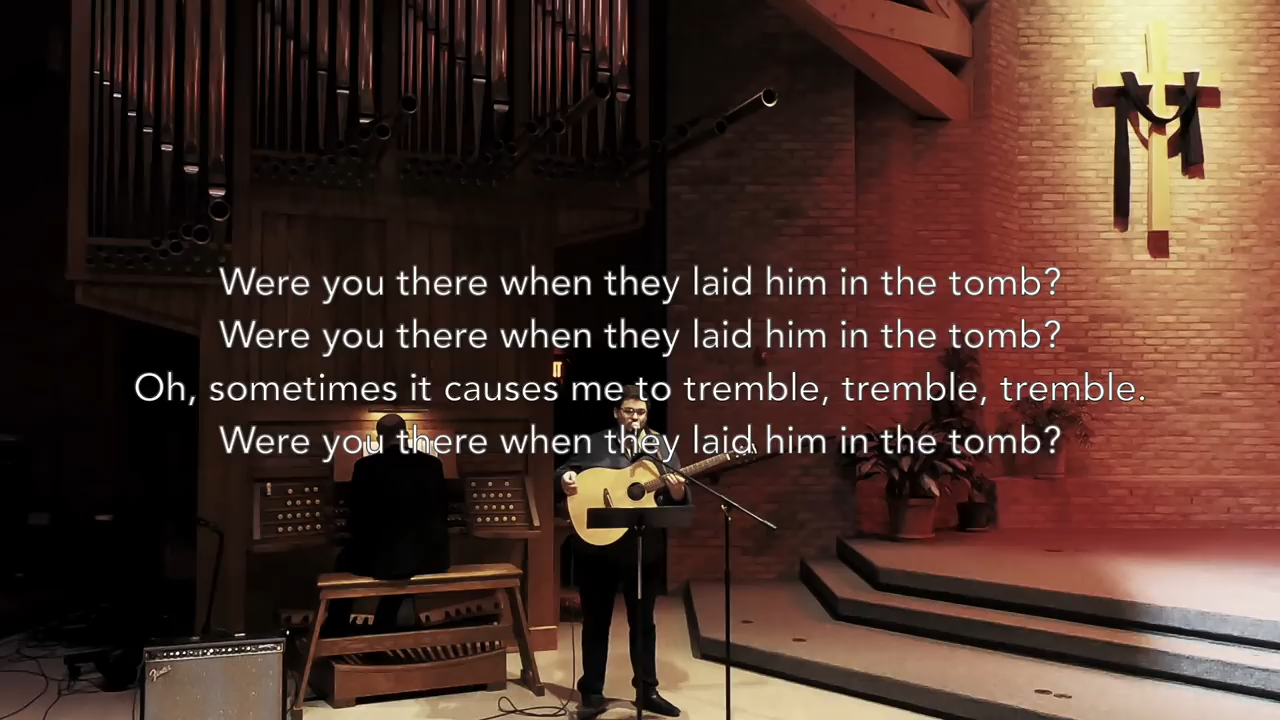 Were you there when they laid him in the tomb?
Were you there when they laid him in the tomb?
Oh, sometimes it causes me to tremble, tremble, tremble.
Were you there when they laid him in the tomb?
Fender